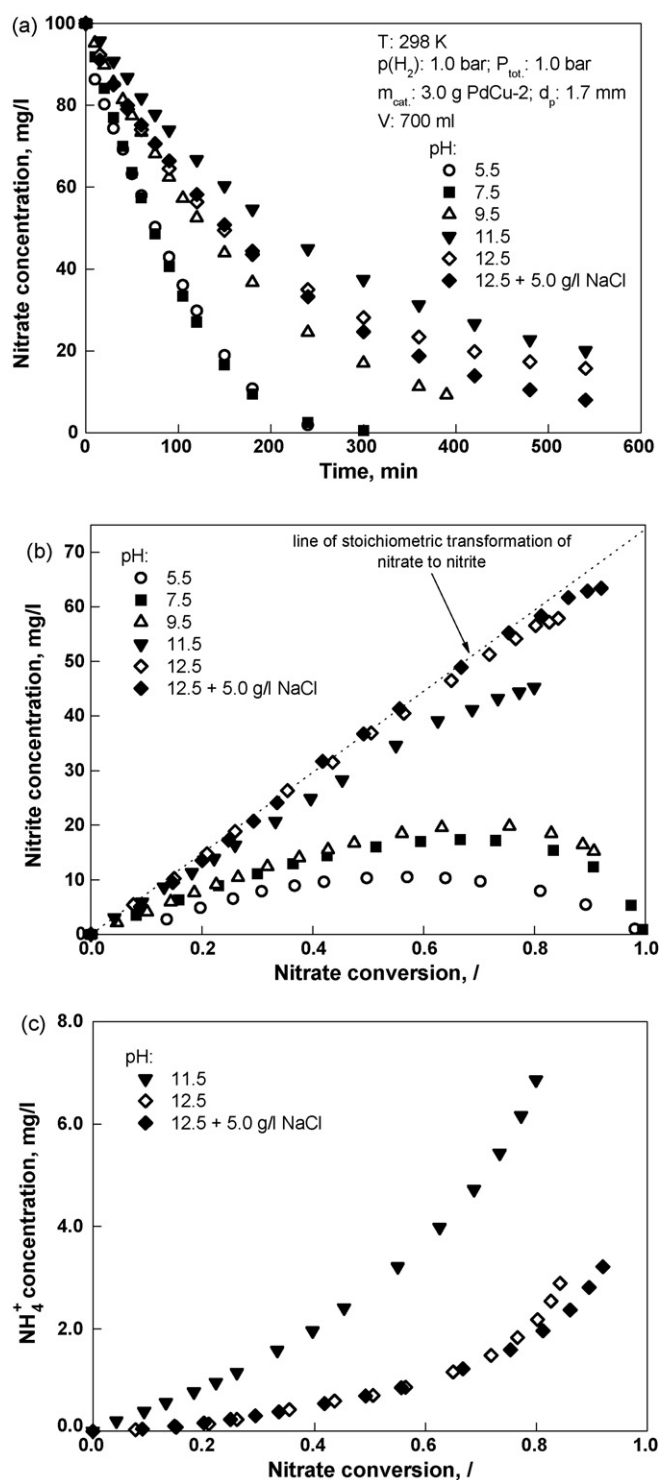 (a)
100
80
60
40
20
0
Nitrate concentration, mg/l
T: 298 K
p(H₂): 1.0 bar; P_tot.: 1.0 bar
m_cat.: 3.0 g PdCu-2; d_p: 1.7 mm
V: 700 ml
pH:
5.5
7.5
9.5
11.5
12.5
12.5 + 5.0 g/l NaCl
0 100 200 300 400 500 600
Time, min
(b)
70
60
50
40
30
20
10
0
Nitrite concentration, mg/l
line of stoichiometric transformation of
nitrate to nitrite
pH:
5.5
7.5
9.5
11.5
12.5
12.5 + 5.0 g/l NaCl
0.0 0.2 0.4 0.6 0.8 1.0
Nitrate conversion, /
(c)
8.0
6.0
4.0
2.0
0.0
NH₄⁺ concentration, mg/l
pH:
11.5
12.5
12.5 + 5.0 g/l NaCl
0.0 0.2 0.4 0.6 0.8 1.0
Nitrate conversion, /